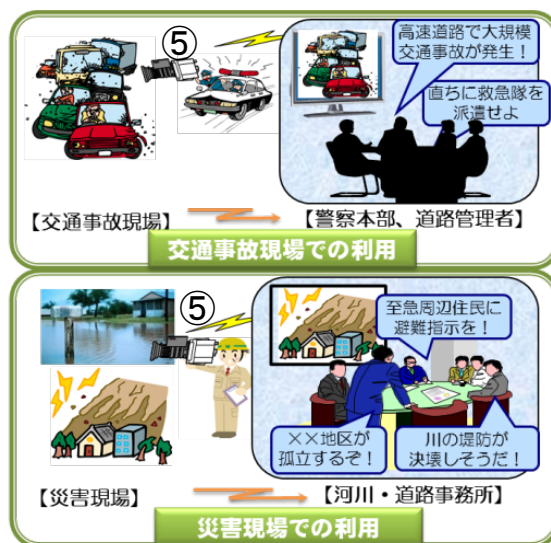 ⑤
高速道路で大規模
交通事故が発生！
直ちに救急隊を
派遣せよ
【交通事故現場】
【警察本部、道路管理者】
交通事故現場での利用
⑤
至急周辺住民に
避難指示を！
××地区が
孤立するぞ！
川の堤防が
決壊しそうだ！
【災害現場】
【河川・道路事務所】
災害現場での利用